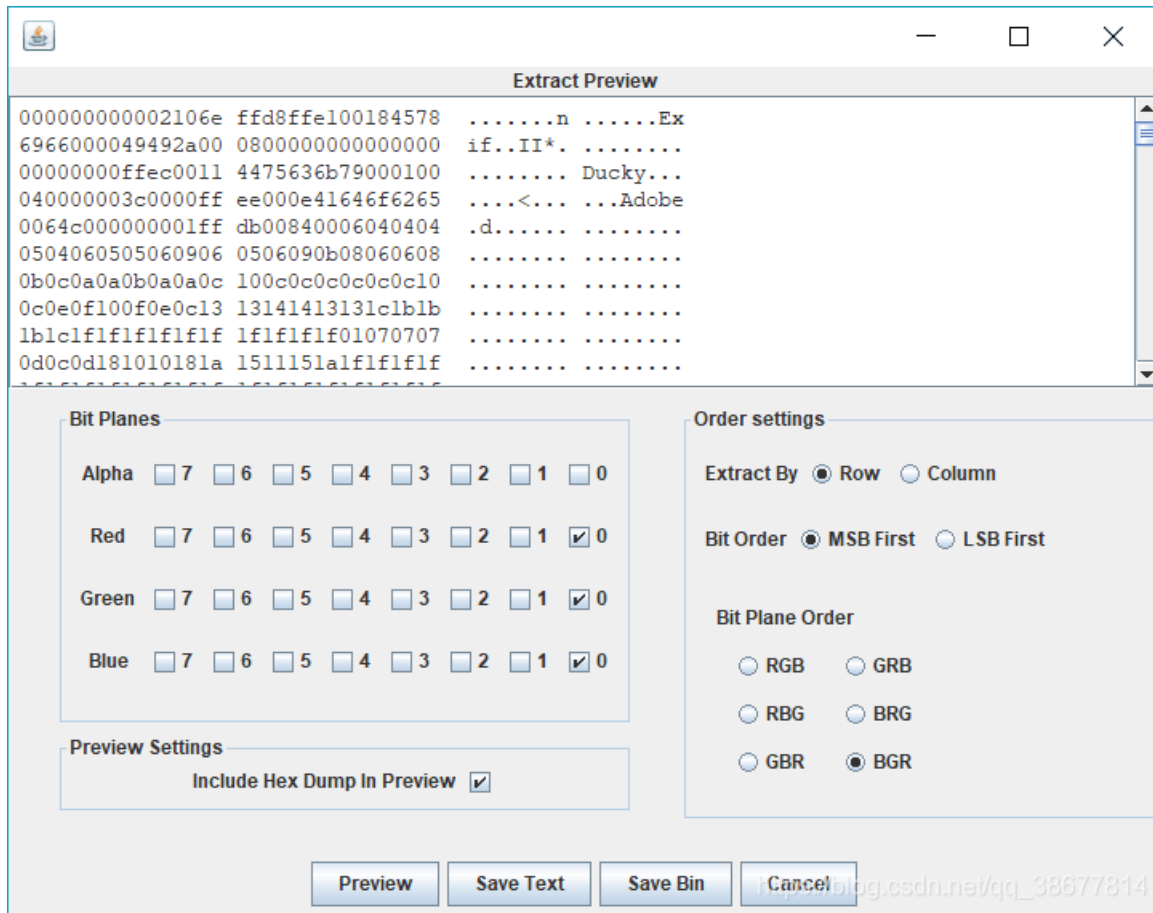 Extract Preview
000000000002106e ffd8ffe100184578 .......n ......Ex
6966000049492a00 0800000000000000 if..II*. ........
00000000ffec0011 4475636b79000100 ........ Ducky...
040000003c0000ff ee000e41646f6265 ....<... ...Adobe
0064c000000001ff db00840006040404 .d...... ........
0504060505060906 0506090b08060608 ........ ........
0b0c0a0a0b0a0a0c 100c0c0c0c0c0c10 ........ ........
0c0e0f100f0e0c13 13141413131c1b1b ........ ........
1b1c1f1f1f1f1f1f 1f1f1f1f01070707 ........ ........
0d0c0d181010181a 1511151a1f1f1f1f ........ ........
Bit Planes
Alpha 7 6 5 4 3 2 1 0
Red 7 6 5 4 3 2 1 0
Green 7 6 5 4 3 2 1 0
Blue 7 6 5 4 3 2 1 0
Preview Settings
Include Hex Dump In Preview
Order settings
Extract By Row Column
Bit Order MSB First LSB First
Bit Plane Order
RGB GRB
RBG BRG
GBR BGR
Preview Save Text Save Bin Cancel
https://blog.csdn.net/qq_38677814